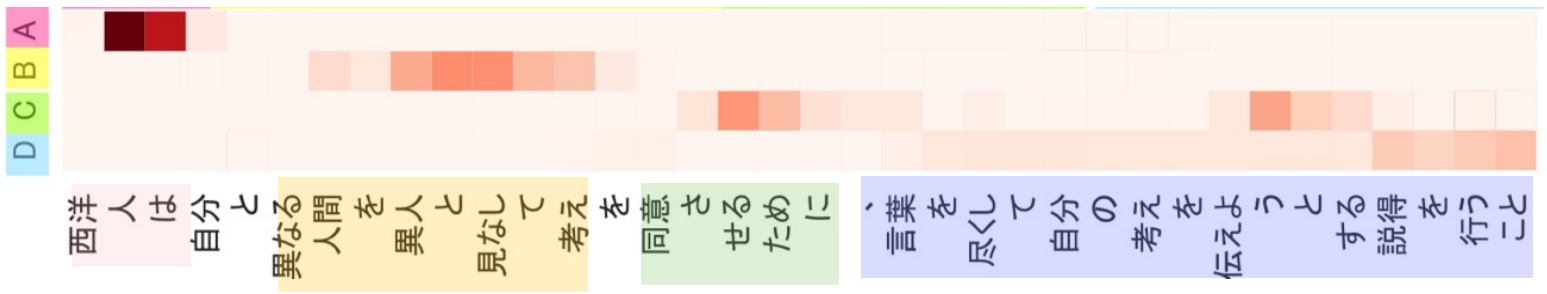 A
B
C
D
西洋 人 は 自分 と 異なる 人間 を 異人 と 見なし て 考え を 同意 さ せる ため に 、 言葉 を 尽くし て 自分 の 考え を 伝えよ う と する 説得 を 行う こと